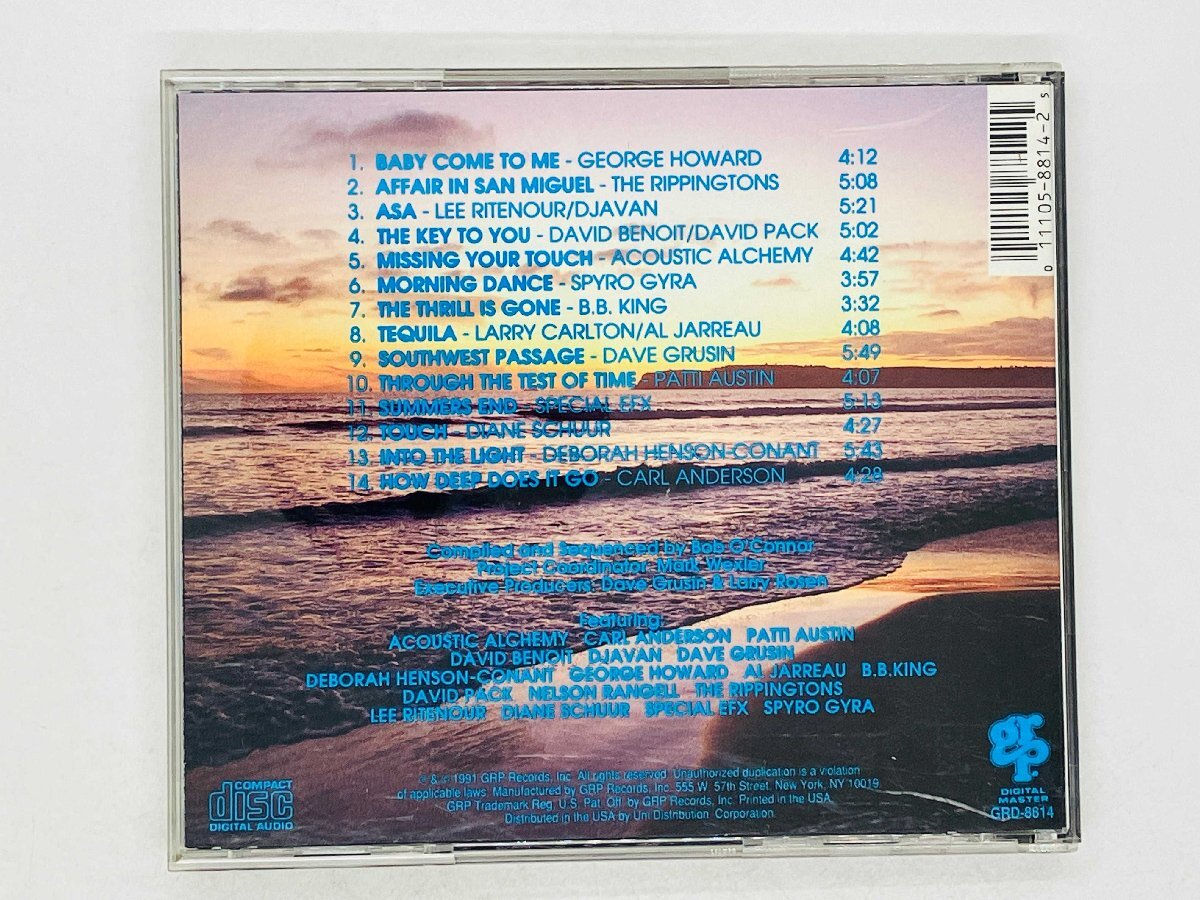 1. BABY COME TO ME - GEORGE HOWARD 4:12
2. AFFAIR IN SAN MIGUEL - THE RIPPINGTONS 5:08
3. ASA - LEE RITENOUR/DJAVAN 5:21
4. THE KEY TO YOU - DAVID BENOIT/DAVID PACK 5:02
5. MISSING YOUR TOUCH - ACOUSTIC ALCHEMY 4:42
6. MORNING DANCE - SPYRO GYRA 3:57
7. THE THRILL IS GONE - B.B. KING 3:32
8. TEQUILA - LARRY CARLTON/AL JARREAU 4:08
9. SOUTHWEST PASSAGE - DAVE GRUSIN 5:49
10. THROUGH THE TEST OF TIME - PATTI AUSTIN 4:07
11. SUMMERS END - SPECIAL EFX 5:13
12. TOUCH - DIANE SCHUUR 4:27
13. INTO THE LIGHT - DEBORAH HENSON-CONANT 5:43
14. HOW DEEP DOES IT GO - CARL ANDERSON 4:28
Compiled and Sequenced by Bob O'Connor
Project Coordinator: Mark Wexler
Executive Producers: Dave Grusin & Larry Rosen
Featuring:
ACOUSTIC ALCHEMY CARL ANDERSON PATTI AUSTIN
DAVID BENOIT DJAVAN DAVE GRUSIN
DEBORAH HENSON-CONANT GEORGE HOWARD AL JARREAU B.B.KING
DAVID PACK NELSON RANGELL THE RIPPINGTONS
LEE RITENOUR DIANE SCHUUR SPECIAL EFX SPYRO GYRA
℗ & © 1991 GRP Records, Inc. All rights reserved. Unauthorized duplication is a violation
of applicable laws. Manufactured by GRP Records, Inc. 555 W. 57th Street, New York, NY 10019.
GRP Trademark Reg. U.S. Pat. Off. by GRP Records, Inc. Printed in the USA.
Distributed in the USA by Uni Distribution Corporation.
COMPACT
disc
DIGITAL AUDIO
grp
DIGITAL
MASTER
GRD-8814
0 11105-8814-2 5